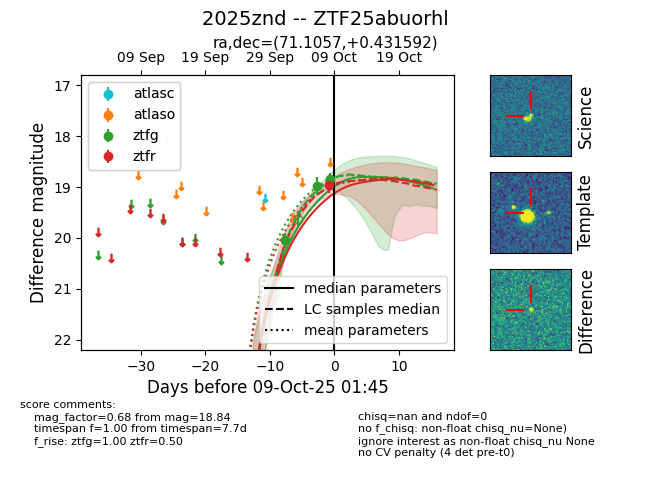 2025znd -- ZTF25abuorhl
ra,dec=(71.1057,+0.431592)
09 Sep 19 Sep 29 Sep 09 Oct 19 Oct
17
18
19
20
21
22
Difference magnitude
atlasc
atlaso
ztfg
ztfr
median parameters
LC samples median
mean parameters
−30 −20 −10 0 10
Days before 09-Oct-25 01:45
Science
Template
Difference
score comments:
mag_factor=0.68 from mag=18.84
timespan f=1.00 from timespan=7.7d
f_rise: ztfg=1.00 ztfr=0.50
chisq=nan and ndof=0
no f_chisq: non-float chisq_nu=None)
ignore interest as non-float chisq_nu None
no CV penalty (4 det pre-t0)